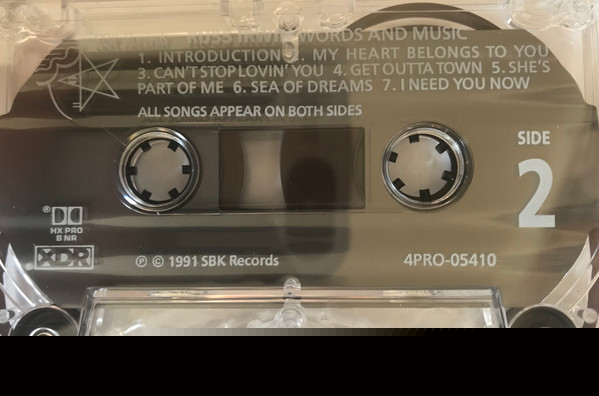 WORDS AND MUSIC
1. INTRODUCTION 2. MY HEART BELONGS TO YOU
3. CAN'T STOP LOVIN' YOU 4. GET OUTTA TOWN 5. SHE'S
PART OF ME 6. SEA OF DREAMS 7. I NEED YOU NOW
ALL SONGS APPEAR ON BOTH SIDES
SIDE
2
® DD
HX PRO
B NR
XDR
℗ © 1991 SBK Records
4PRO-05410